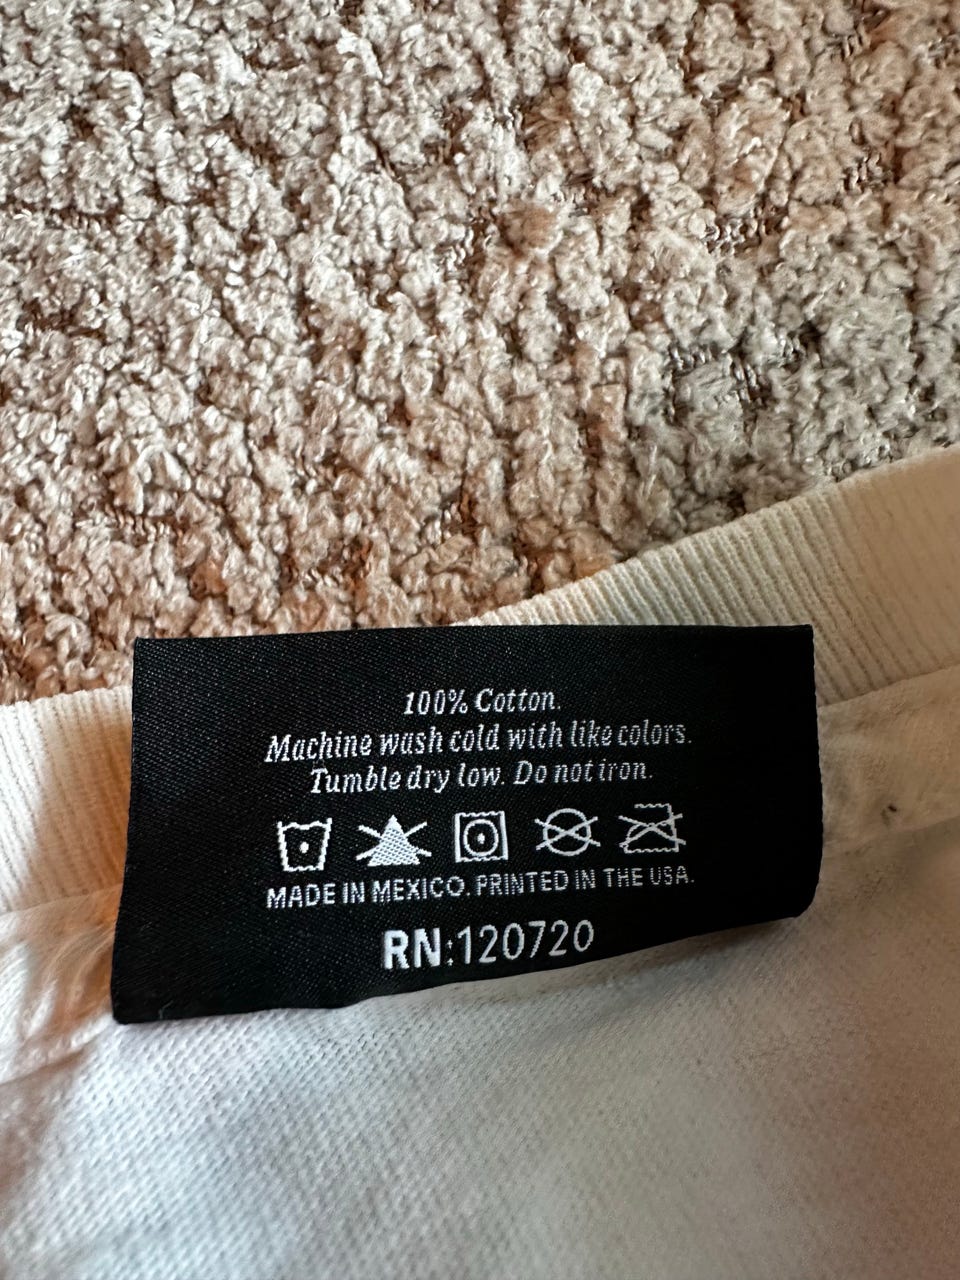 100% Cotton.
Machine wash cold with like colors.
Tumble dry low. Do not iron.
MADE IN MEXICO. PRINTED IN THE USA.
RN:120720